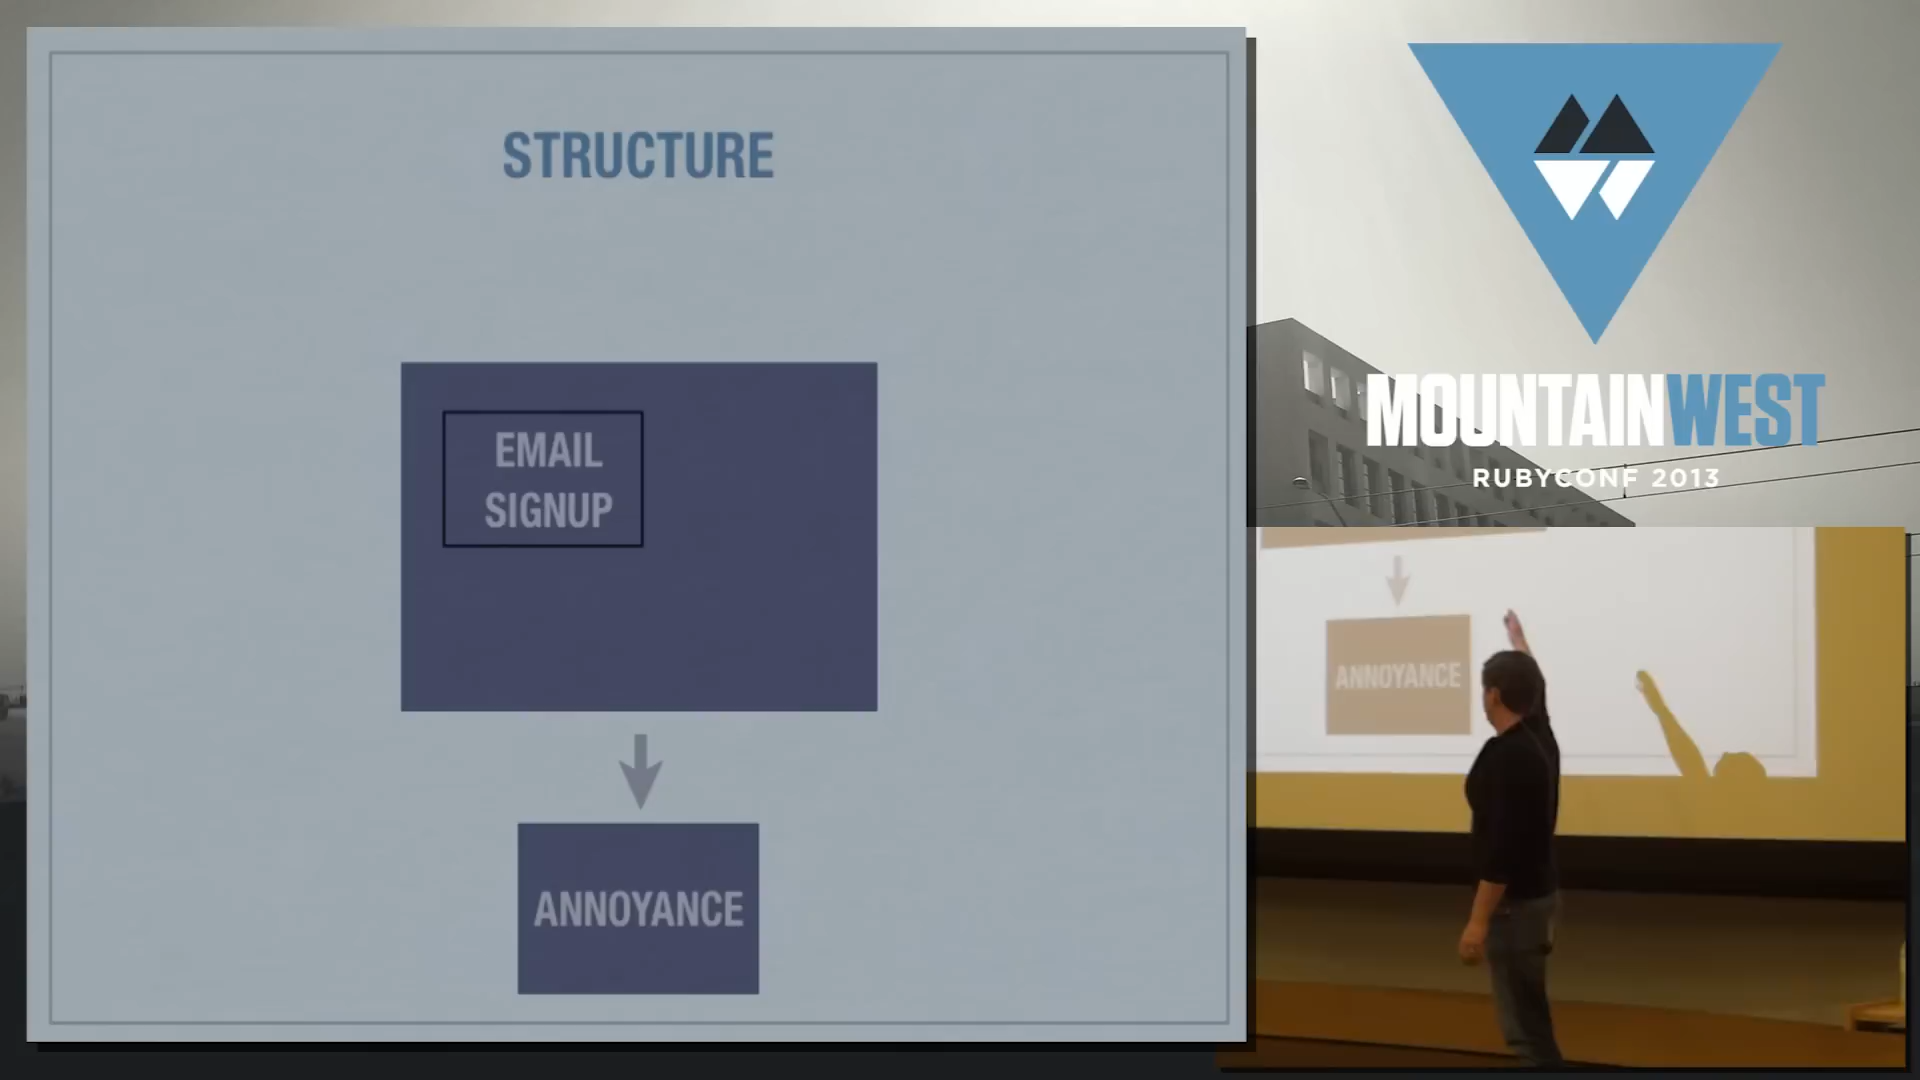 STRUCTURE
EMAIL
SIGNUP
ANNOYANCE
MOUNTAINWEST
RUBYCONF 2013
ANNOYANCE